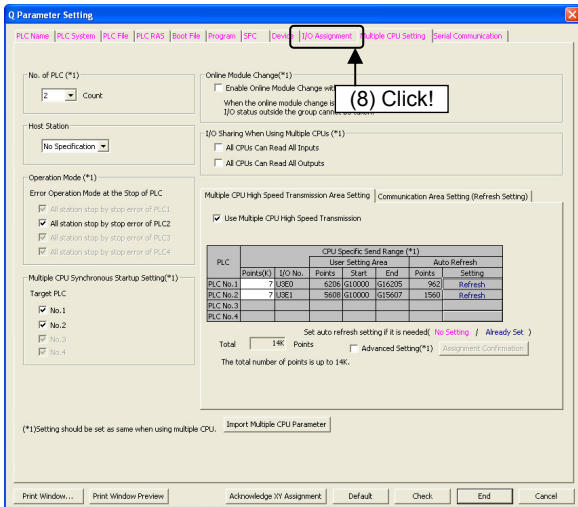 Q Parameter Setting
PLC Name PLC System PLC File PLC RAS Boot File Program SFC Device I/O Assignment Multiple CPU Setting Serial Communication
No. of PLC (*1)
2 Count
Online Module Change(*1)
Enable Online Module Change with
When the online module change is
I/O status outside the group cannot be taken.
(8) Click!
Host Station
No Specification
I/O Sharing When Using Multiple CPUs (*1)
All CPUs Can Read All Inputs
All CPUs Can Read All Outputs
Operation Mode (*1)
Error Operation Mode at the Stop of PLC
All station stop by stop error of PLC1
All station stop by stop error of PLC2
All station stop by stop error of PLC3
All station stop by stop error of PLC4
Multiple CPU High Speed Transmission Area Setting Communication Area Setting (Refresh Setting)
Use Multiple CPU High Speed Transmission
PLC CPU Specific Send Range (*1)
User Setting Area Auto Refresh
Points(K) I/O No. Points Start End Points Setting
PLC No.1 7 U3E0 6206 G10000 G16205 962 Refresh
PLC No.2 7 U3E1 5608 G10000 G15607 1560 Refresh
PLC No.3
PLC No.4
Multiple CPU Synchronous Startup Setting(*1)
Target PLC
No.1
No.2
No.3
No.4
Set auto refresh setting if it is needed( No Setting / Already Set )
Total 14K Points Advanced Setting(*1) Assignment Confirmation
The total number of points is up to 14K.
(*1)Setting should be set as same when using multiple CPU. Import Multiple CPU Parameter
Print Window... Print Window Preview Acknowledge XY Assignment Default Check End Cancel